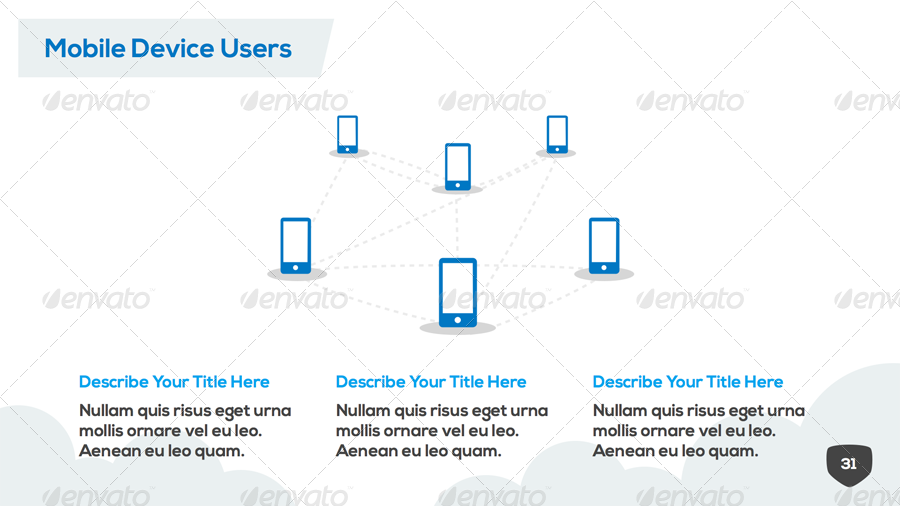 Mobile Device Users
envato envato envato envato envato
envato envato envato envato envato
Describe Your Title Here
Nullam quis risus eget urna
mollis ornare vel eu leo.
Aenean eu leo quam.
Describe Your Title Here
Nullam quis risus eget urna
mollis ornare vel eu leo.
Aenean eu leo quam.
Describe Your Title Here
Nullam quis risus eget urna
mollis ornare vel eu leo.
Aenean eu leo quam.
31
envato envato envato envato envato